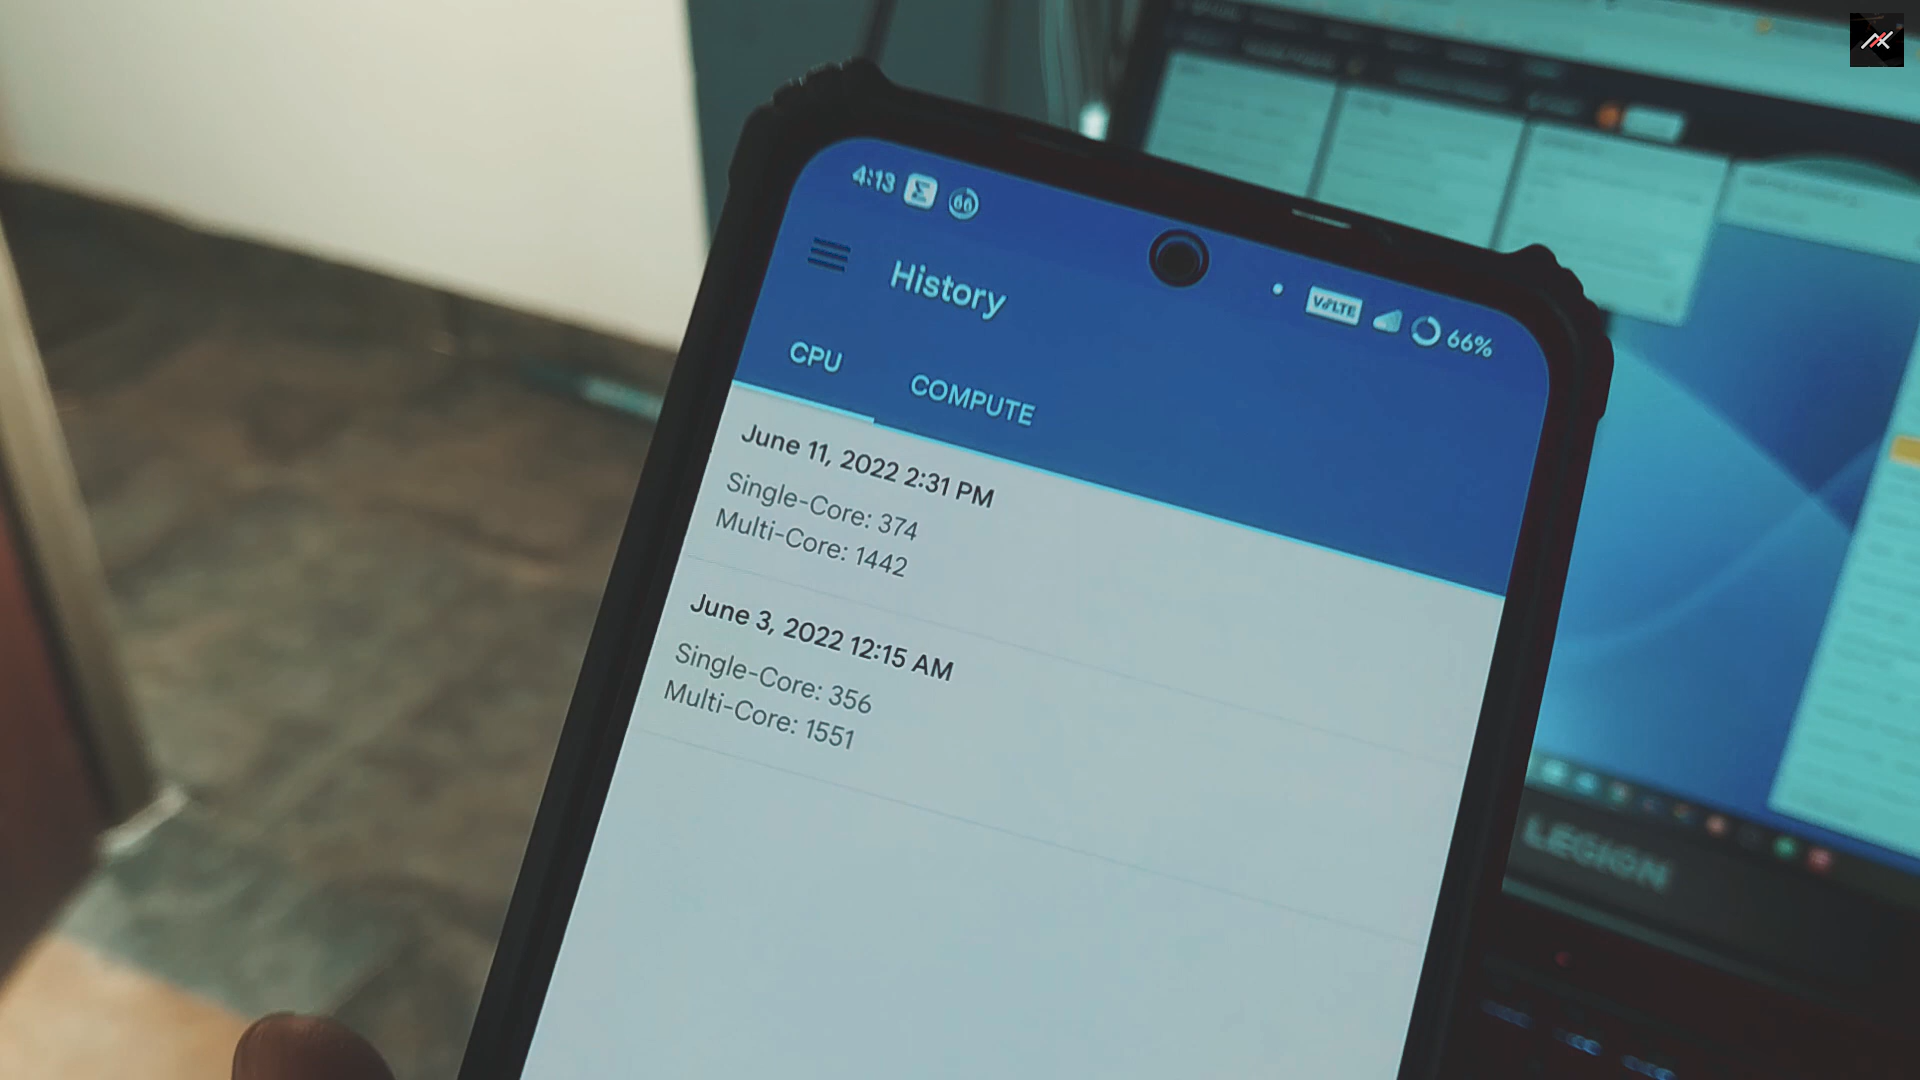 4:13 66
VoLTE 66%
History
CPU COMPUTE
June 11, 2022 2:31 PM
Single-Core: 374
Multi-Core: 1442
June 3, 2022 12:15 AM
Single-Core: 356
Multi-Core: 1551
LEGION